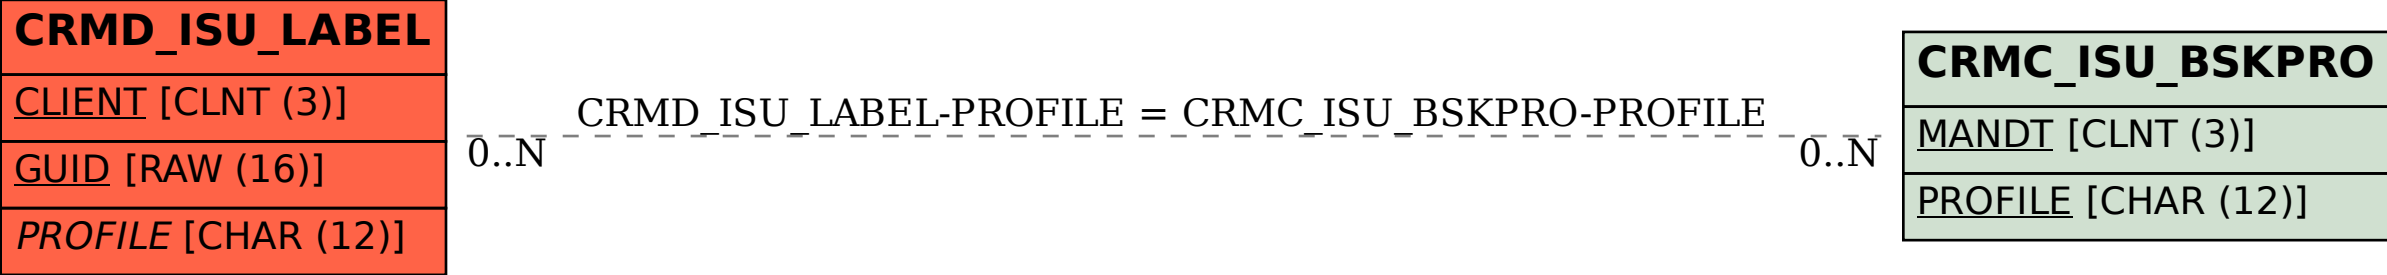 CRMD_ISU_LABEL
CLIENT [CLNT (3)]
GUID [RAW (16)]
PROFILE [CHAR (12)]
CRMD_ISU_LABEL-PROFILE = CRMC_ISU_BSKPRO-PROFILE
0..N
0..N
CRMC_ISU_BSKPRO
MANDT [CLNT (3)]
PROFILE [CHAR (12)]